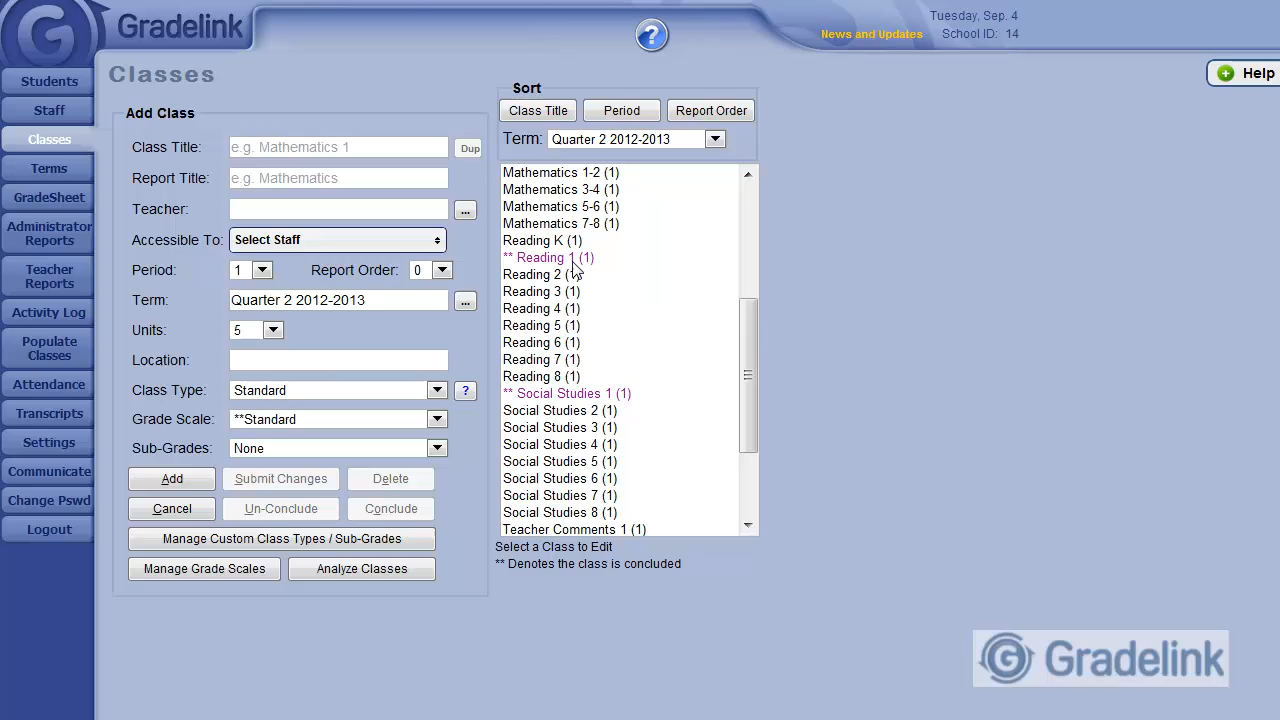 Gradelink
Tuesday, Sep. 4
News and Updates
School ID: 14
?
Help
Students
Staff
Classes
Terms
GradeSheet
Administrator
Reports
Teacher
Reports
Activity Log
Populate
Classes
Attendance
Transcripts
Settings
Communicate
Change Pswd
Logout
Classes
Add Class
Class Title: e.g. Mathematics 1 Dup
Report Title: e.g. Mathematics
Teacher: ...
Accessible To: Select Staff
Period: 1 Report Order: 0
Term: Quarter 2 2012-2013 ...
Units: 5
Location:
Class Type: Standard ?
Grade Scale: **Standard
Sub-Grades: None
Add Submit Changes Delete
Cancel Un-Conclude Conclude
Manage Custom Class Types / Sub-Grades
Manage Grade Scales Analyze Classes
Sort
Class Title Period Report Order
Term: Quarter 2 2012-2013
Mathematics 1-2 (1)
Mathematics 3-4 (1)
Mathematics 5-6 (1)
Mathematics 7-8 (1)
Reading K (1)
** Reading 1 (1)
Reading 2 (1)
Reading 3 (1)
Reading 4 (1)
Reading 5 (1)
Reading 6 (1)
Reading 7 (1)
Reading 8 (1)
** Social Studies 1 (1)
Social Studies 2 (1)
Social Studies 3 (1)
Social Studies 4 (1)
Social Studies 5 (1)
Social Studies 6 (1)
Social Studies 7 (1)
Social Studies 8 (1)
Teacher Comments 1 (1)
Select a Class to Edit
** Denotes the class is concluded
Gradelink